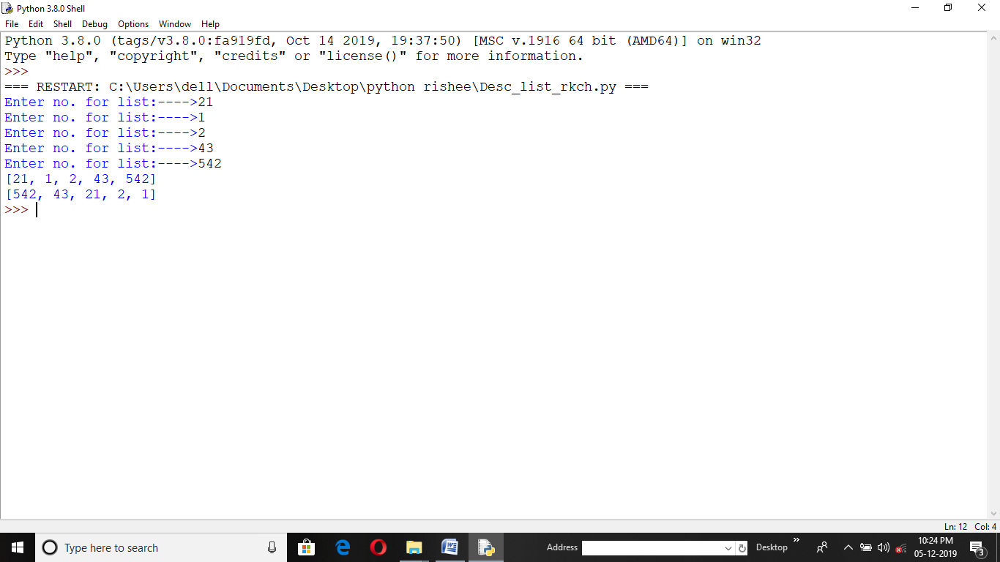 Python 3.8.0 Shell
File Edit Shell Debug Options Window Help
Python 3.8.0 (tags/v3.8.0:fa919fd, Oct 14 2019, 19:37:50) [MSC v.1916 64 bit (AMD64)] on win32
Type "help", "copyright", "credits" or "license()" for more information.
>>>
=== RESTART: C:\Users\dell\Documents\Desktop\python rishee\Desc_list_rkch.py ===
Enter no. for list:---->21
Enter no. for list:---->1
Enter no. for list:---->2
Enter no. for list:---->43
Enter no. for list:---->542
[21, 1, 2, 43, 542]
[542, 43, 21, 2, 1]
>>>
Ln: 12 Col: 4
Type here to search
Address
Desktop
10:24 PM
05-12-2019
3